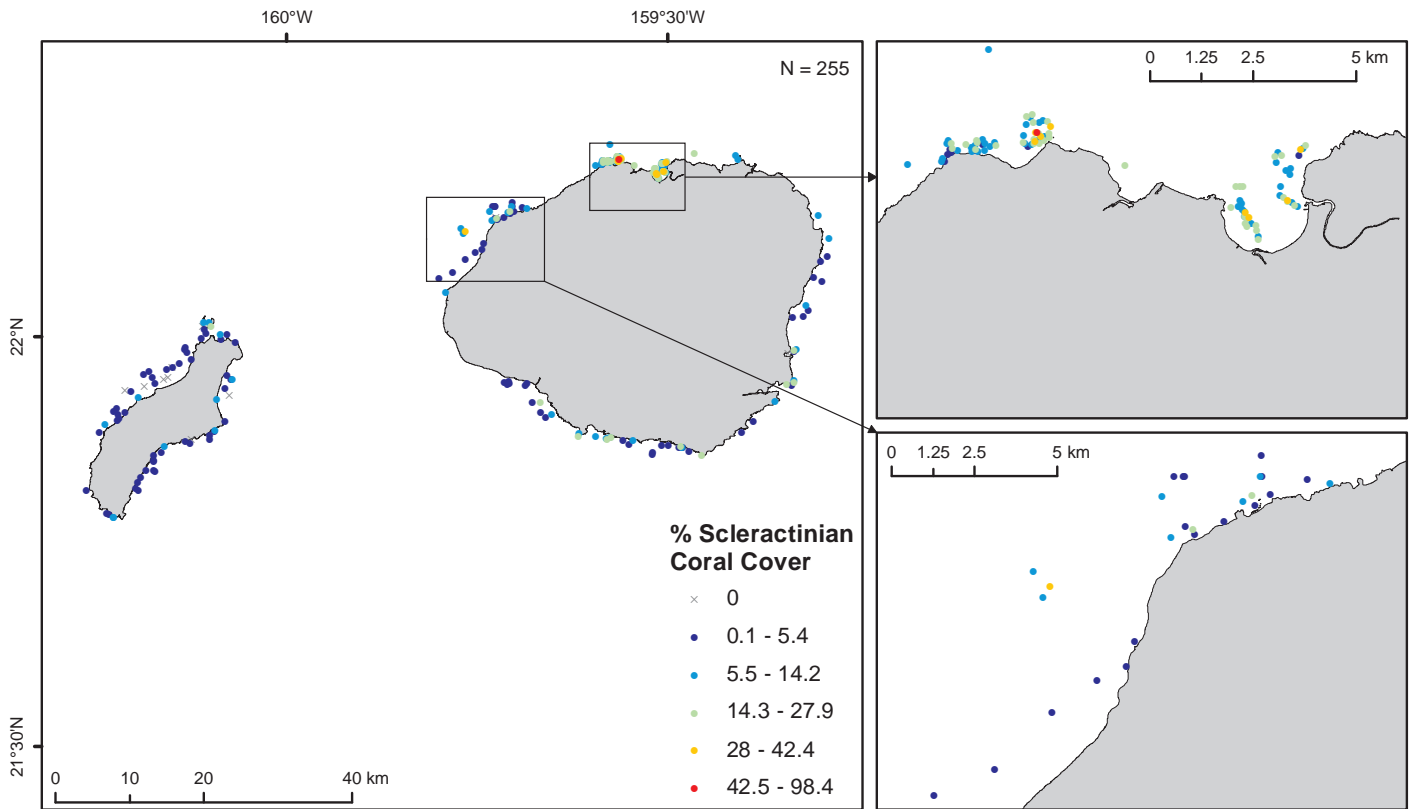 160°W
159°30'W
N = 255
0 1.25 2.5 5 km
22°N
0 1.25 2.5 5 km
% Scleractinian
Coral Cover
0
0.1 - 5.4
5.5 - 14.2
14.3 - 27.9
28 - 42.4
42.5 - 98.4
21°30'N
0 10 20 40 km